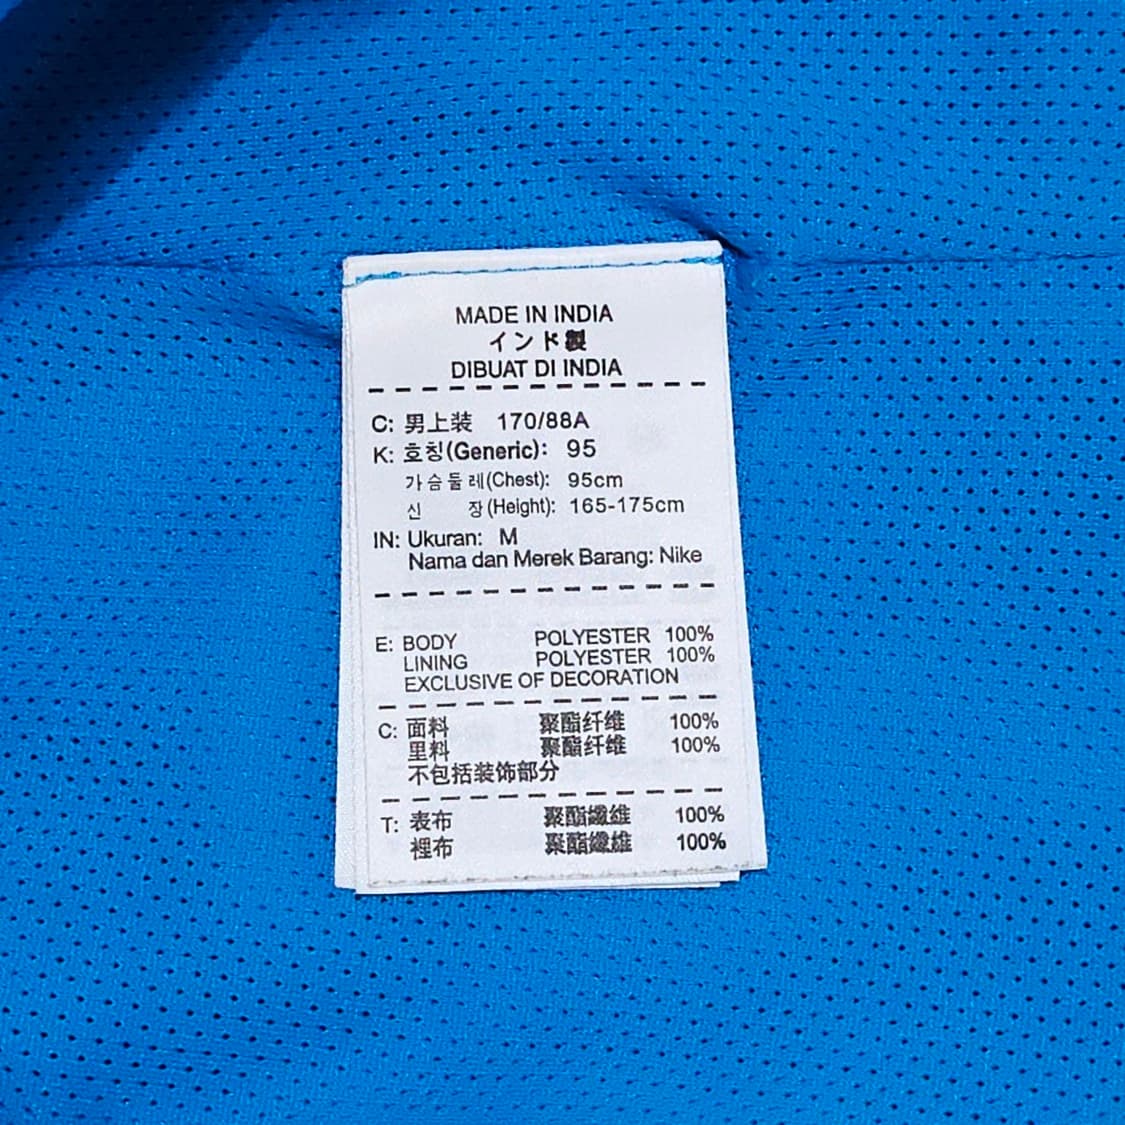 MADE IN INDIA
インド製
DIBUAT DI INDIA
C: 男上装 170/88A
K: 호칭(Generic): 95
가슴둘레(Chest): 95cm
신 장(Height): 165-175cm
IN: Ukuran: M
Nama dan Merek Barang: Nike
E: BODY POLYESTER 100%
LINING POLYESTER 100%
EXCLUSIVE OF DECORATION
C: 面料 聚酯纤维 100%
里料 聚酯纤维 100%
不包括装饰部分
T: 表布 聚酯纖維 100%
裡布 聚酯纖維 100%